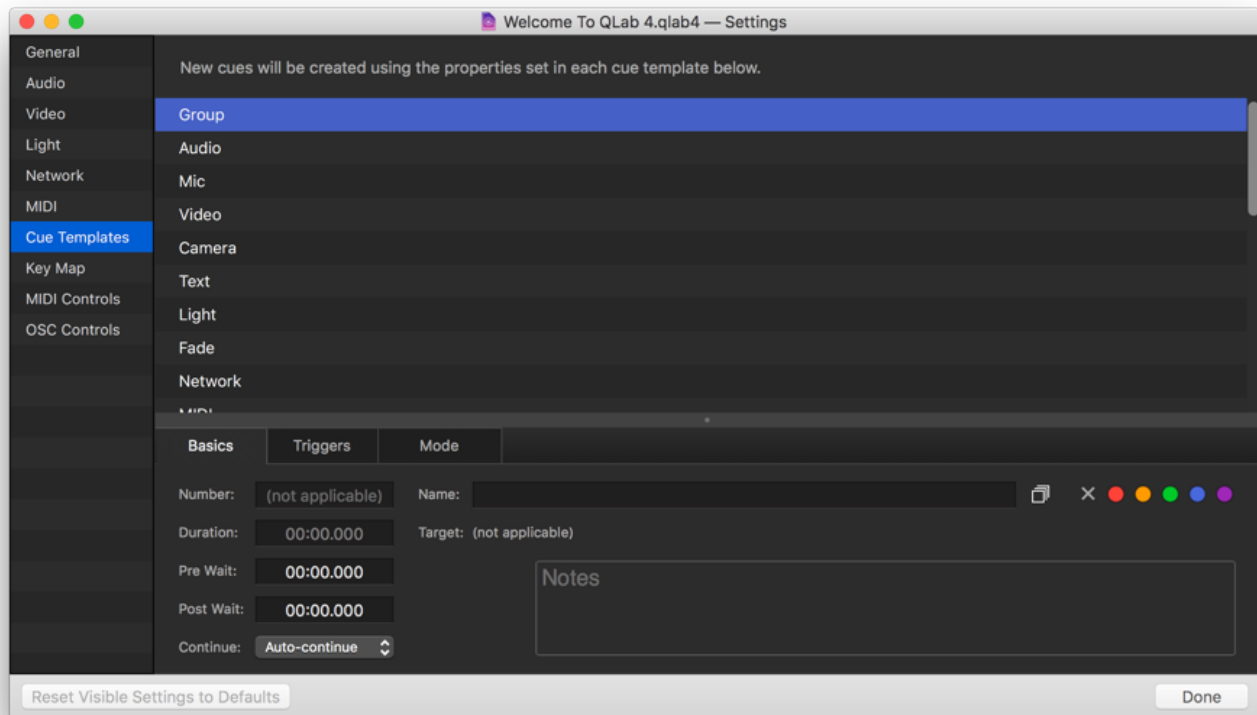 Welcome To QLab 4.qlab4 — Settings
General
Audio
Video
Light
Network
MIDI
Cue Templates
Key Map
MIDI Controls
OSC Controls
New cues will be created using the properties set in each cue template below.
Group
Audio
Mic
Video
Camera
Text
Light
Fade
Network
MIDI
Basics Triggers Mode
Number: (not applicable) Name:
Duration: 00:00.000 Target: (not applicable)
Pre Wait: 00:00.000 Notes
Post Wait: 00:00.000
Continue: Auto-continue
Reset Visible Settings to Defaults Done